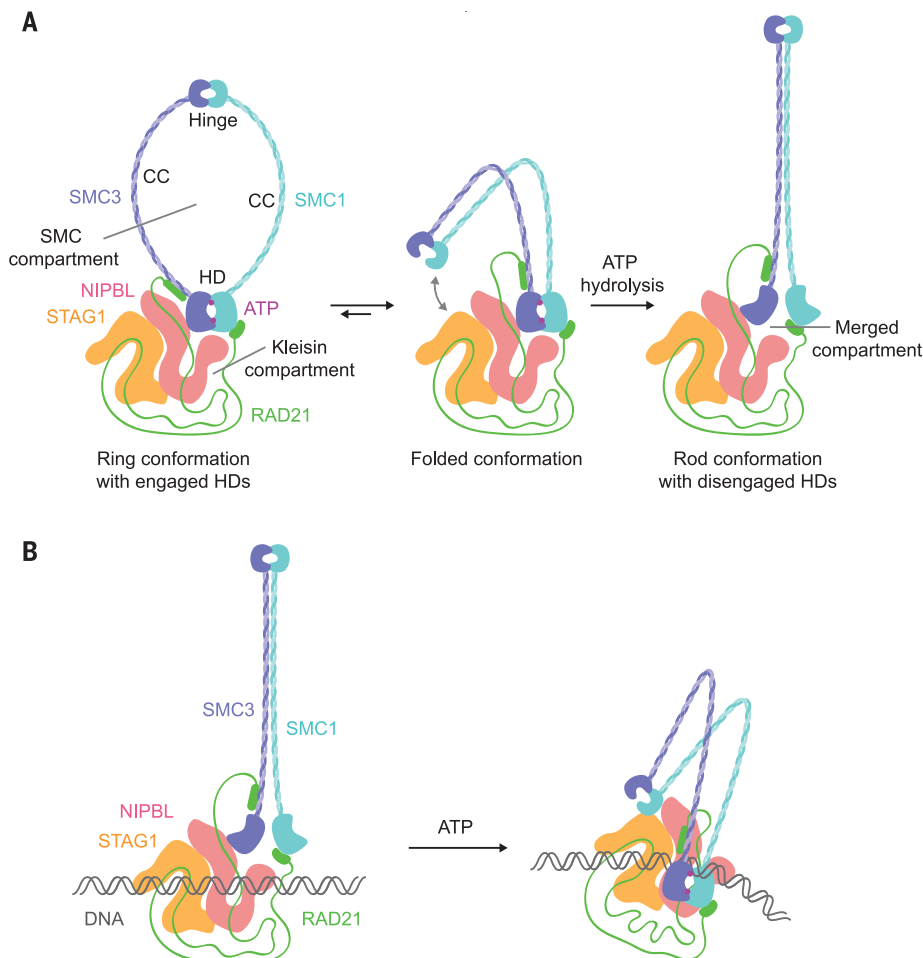 A
Hinge
CC
SMC3
CC
SMC1
SMC
compartment
HD
NIPBL
ATP
STAG1
Kleisin
compartment
RAD21
ATP
hydrolysis
Merged
compartment
Ring conformation
with engaged HDs
Folded conformation
Rod conformation
with disengaged HDs
B
SMC3
SMC1
NIPBL
STAG1
ATP
DNA
RAD21